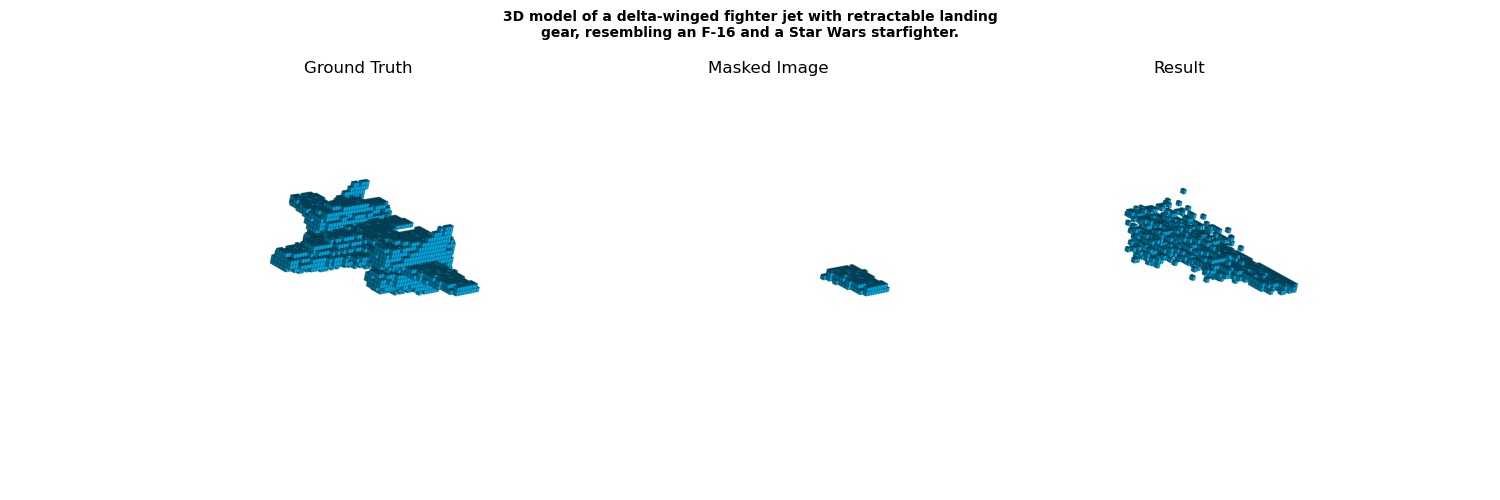 3D model of a delta-winged fighter jet with retractable landing
gear, resembling an F-16 and a Star Wars starfighter.
Ground Truth
Masked Image
Result